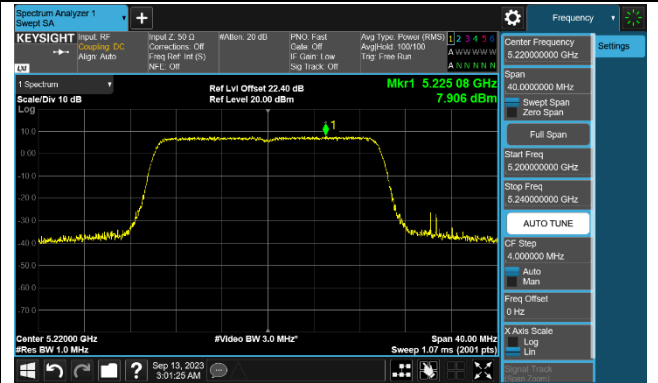 Spectrum Analyzer 1
Swept SA
Frequency
KEYSIGHT
Input: RF
Coupling: DC
Align: Auto
Input Z: 50 Ω
Corrections: Off
Freq Ref: Int (S)
NFE: Off
#Atten: 20 dB
PNO: Fast
Gate: Off
IF Gain: Low
Sig Track: Off
Avg Type: Power (RMS)
Avg|Hold: 100/100
Trig: Free Run
1 2 3 4 5 6
A W W W W W
A N N N N N
LXI
1 Spectrum
Scale/Div 10 dB
Log
Ref Lvl Offset 22.40 dB
Ref Level 20.00 dBm
Mkr1 5.225 08 GHz
7.906 dBm
1
10.0
0.00
-10.0
-20.0
-30.0
-40.0
-50.0
-60.0
-70.0
Center 5.22000 GHz
#Res BW 1.0 MHz
#Video BW 3.0 MHz*
Span 40.00 MHz
Sweep 1.07 ms (2001 pts)
Sep 13, 2023
3:01:25 AM
Center Frequency
5.220000000 GHz
Settings
Span
40.0000000 MHz
Swept Span
Zero Span
Full Span
Start Freq
5.200000000 GHz
Stop Freq
5.240000000 GHz
AUTO TUNE
CF Step
4.000000 MHz
Auto
Man
Freq Offset
0 Hz
X Axis Scale
Log
Lin
Signal Track
(Span Zoom)